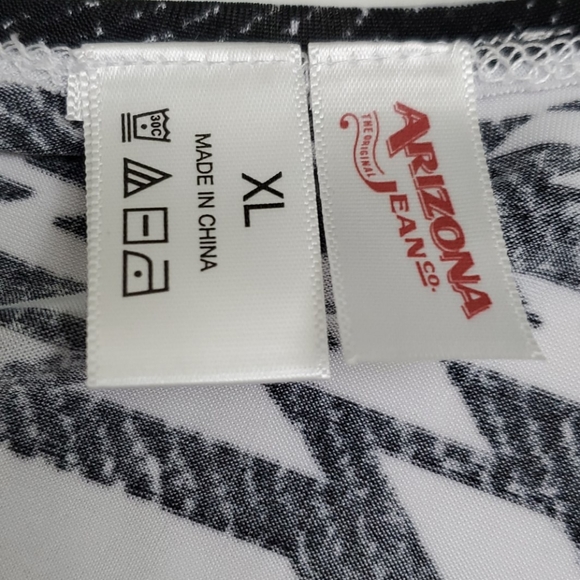 30C
XL
MADE IN CHINA
ARIZONA
THE ORIGINAL
JEAN CO.